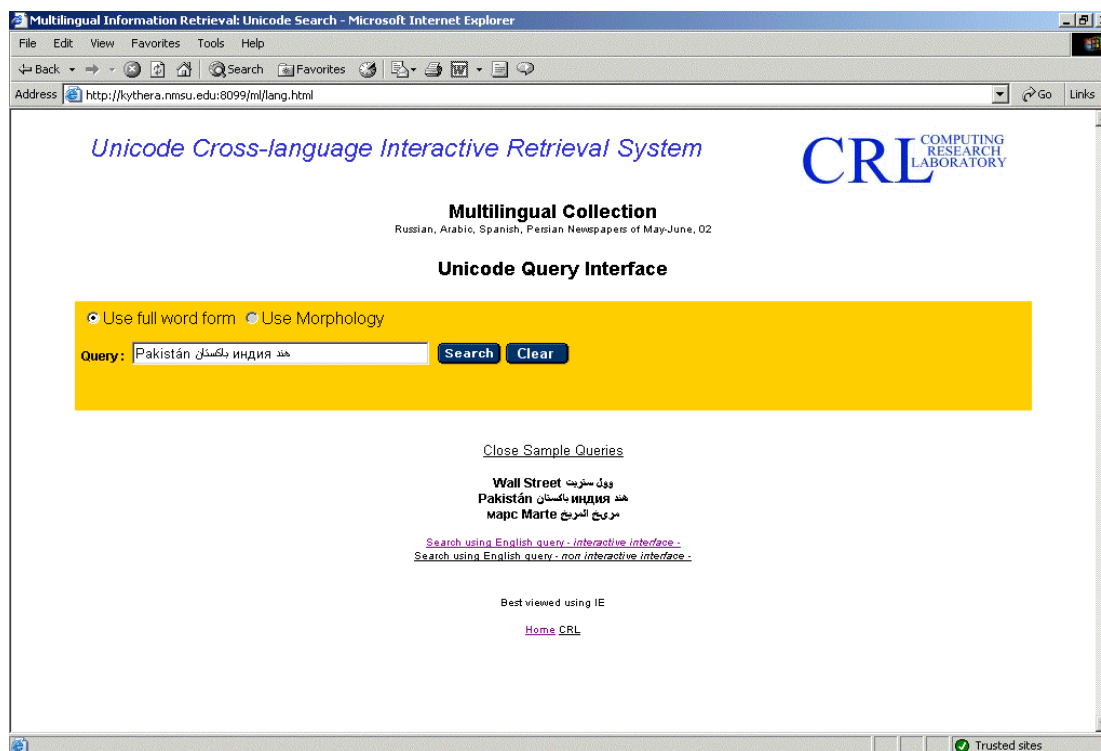 Multilingual Information Retrieval: Unicode Search - Microsoft Internet Explorer
File Edit View Favorites Tools Help
Back Search Favorites
Address http://kythera.nmsu.edu:8099/ml/lang.html Go Links
Unicode Cross-language Interactive Retrieval System
CRL COMPUTING RESEARCH LABORATORY
Multilingual Collection
Russian, Arabic, Spanish, Persian Newspapers of May-June, 02
Unicode Query Interface
Use full word form Use Morphology
Query: Pakistán باكستان индия هند Search Clear
Close Sample Queries
Wall Street وول ستريت
Pakistán باكستان индия هند
марс Marte مريخ المريخ
Search using English query - interactive interface -
Search using English query - non interactive interface -
Best viewed using IE
Home CRL
Trusted sites